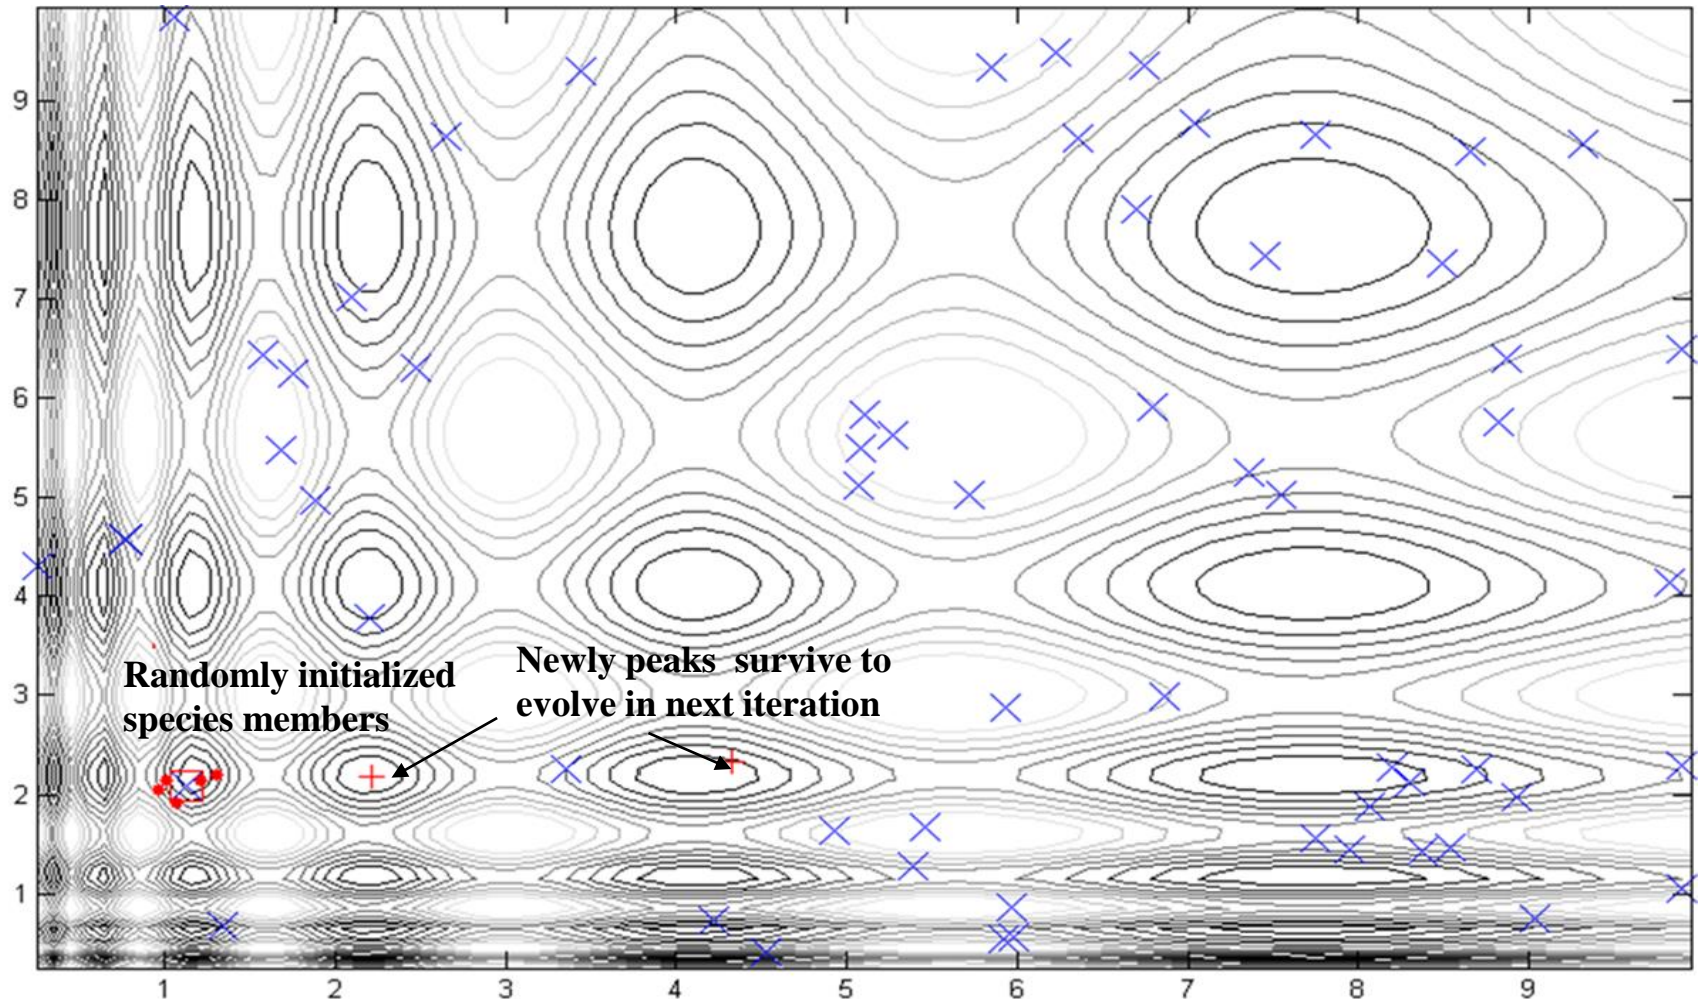 9
8
7
6
5
4
3
2
1
Randomly initialized
species members
Newly peaks survive to
evolve in next iteration
1 2 3 4 5 6 7 8 9